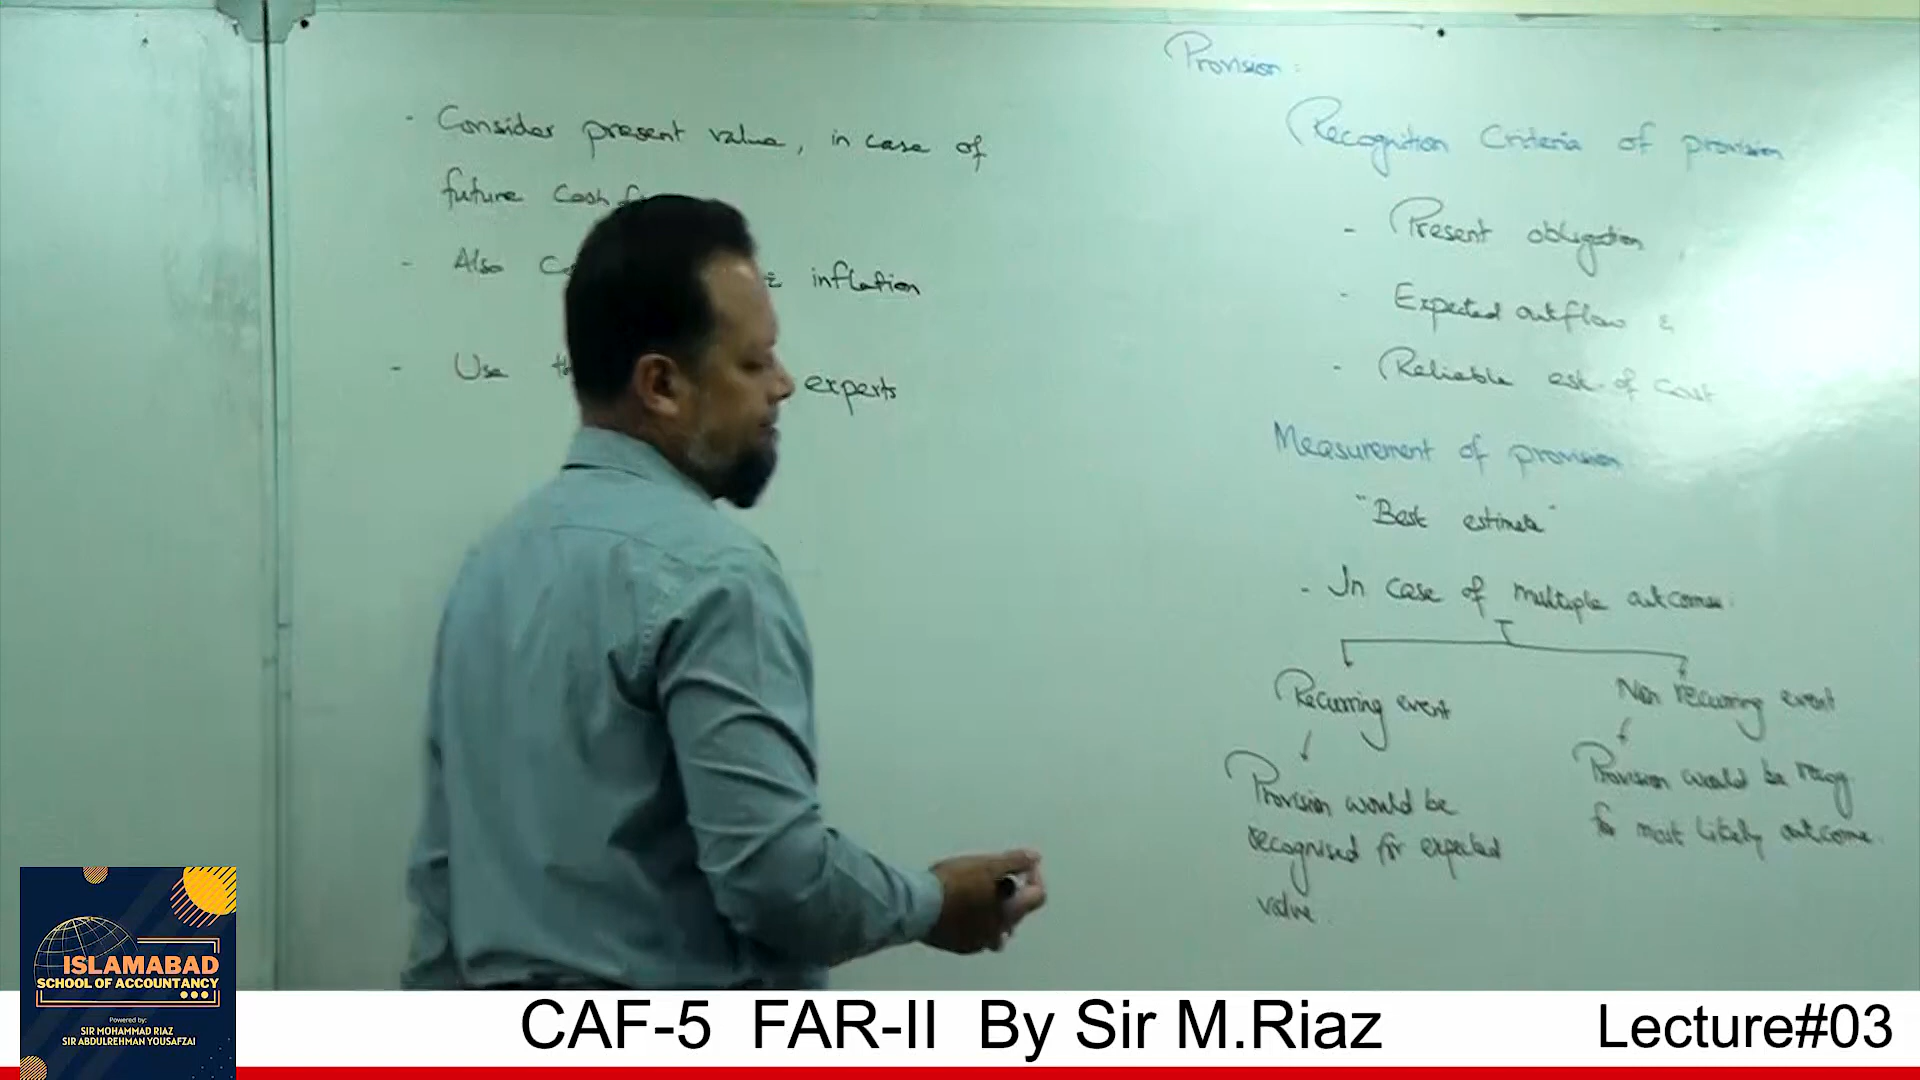 Provision:
Recognition Criteria of provision
- Present obligation,
- Expected outflow &
- Reliable est. of Cost
Measurement of provision
"Best estimate"
- In case of multiple outcomes.
Recurring event
Non recurring event
Provision would be
recognised for expected
value.
Provision would be recog
for most likely outcome.
- Consider present value, in case of
future Cash
- Also & inflation
- Use experts
ISLAMABAD
SCHOOL OF ACCOUNTANCY
Powered by:
SIR MOHAMMAD RIAZ
SIR ABDULREHMAN YOUSAFZAI
CAF-5 FAR-II By Sir M.Riaz
Lecture#03